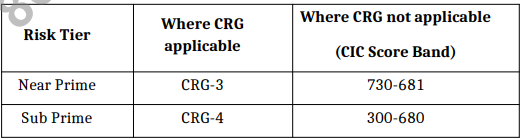 Risk Tier
Where CRG
applicable
Where CRG not applicable
(CIC Score Band)
Near Prime
CRG-3
730-681
Sub Prime
CRG-4
300-680